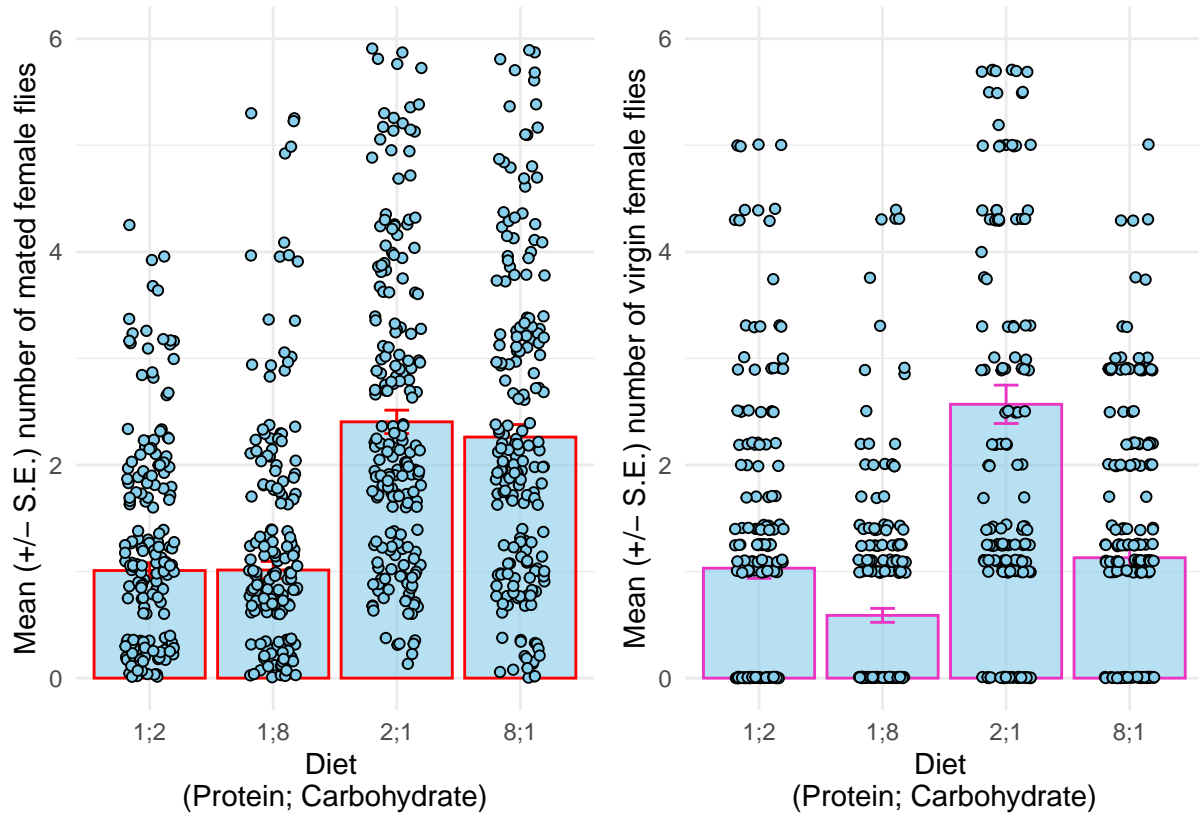 Mean (+/− S.E.) number of mated female flies
6
4
2
0
1;2 1;8 2;1 8;1
Diet
(Protein; Carbohydrate)
Mean (+/− S.E.) number of virgin female flies
6
4
2
0
1;2 1;8 2;1 8;1
Diet
(Protein; Carbohydrate)